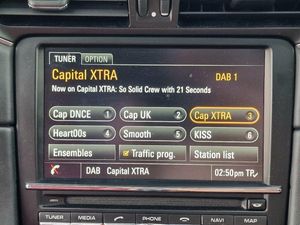 TUNER OPTION
Capital XTRA DAB 1
Now on Capital XTRA: So Solid Crew with 21 Seconds
Cap DNCE 1 Cap UK 2 Cap XTRA 3
Heart00s 4 Smooth 5 KISS 6
Ensembles Traffic prog. Station list
DAB Capital XTRA 02:50pm TP
TUNER MEDIA PHONE NAVI MAP